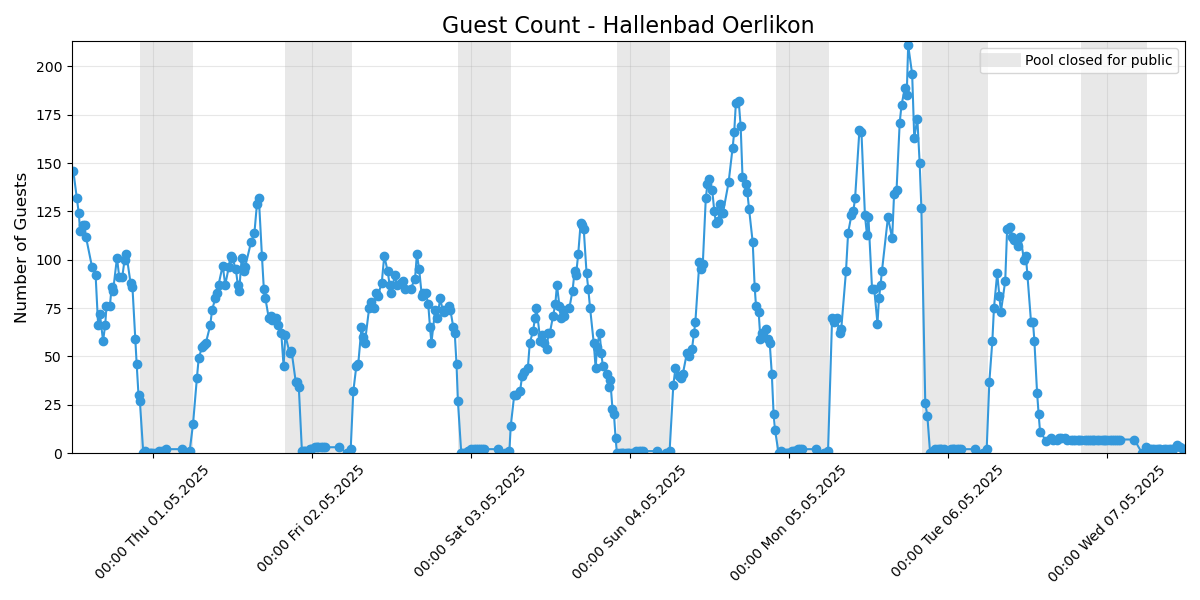 Guest Count - Hallenbad Oerlikon
Pool closed for public
Number of Guests
200
175
150
125
100
75
50
25
0
00:00 Thu 01.05.2025
00:00 Fri 02.05.2025
00:00 Sat 03.05.2025
00:00 Sun 04.05.2025
00:00 Mon 05.05.2025
00:00 Tue 06.05.2025
00:00 Wed 07.05.2025